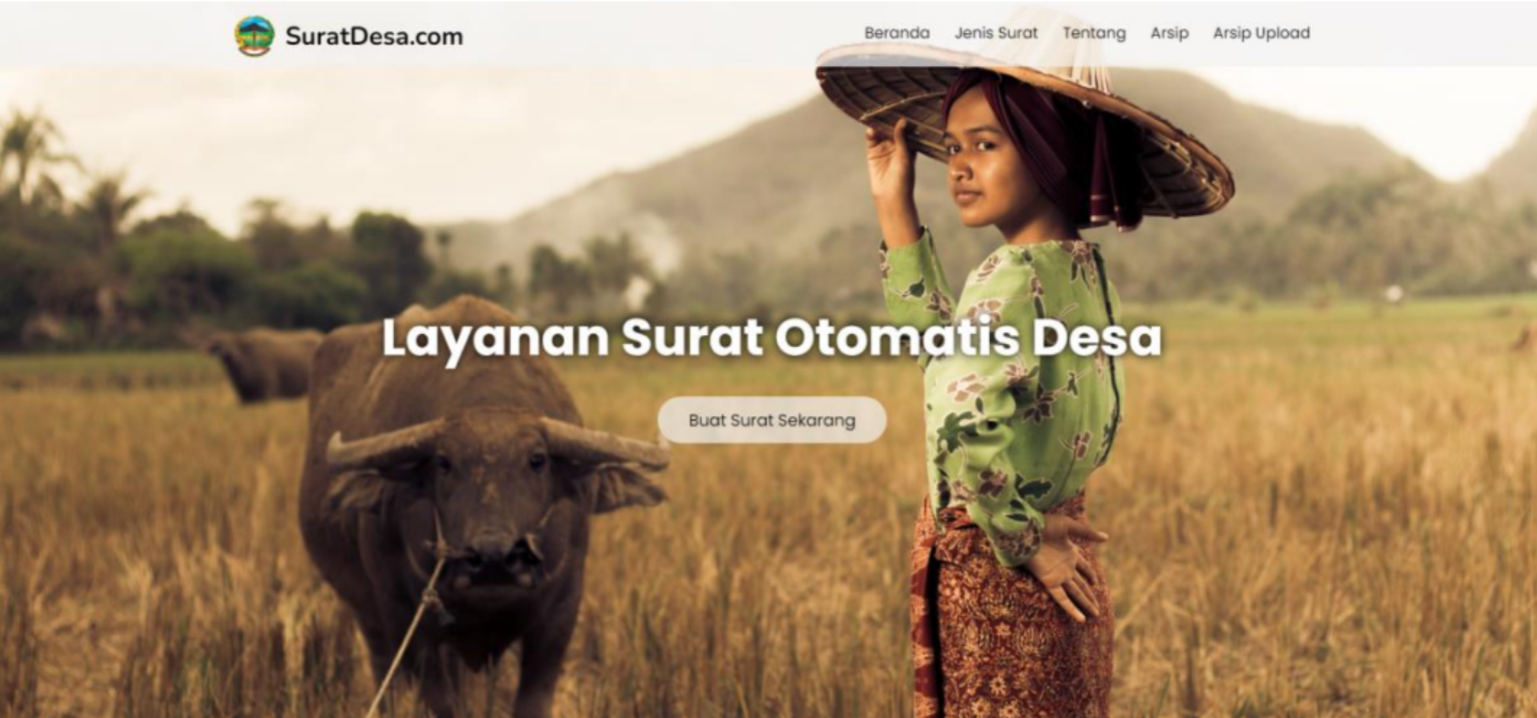 SuratDesa.com
Beranda Jenis Surat Tentang Arsip Arsip Upload
Layanan Surat Otomatis Desa
Buat Surat Sekarang